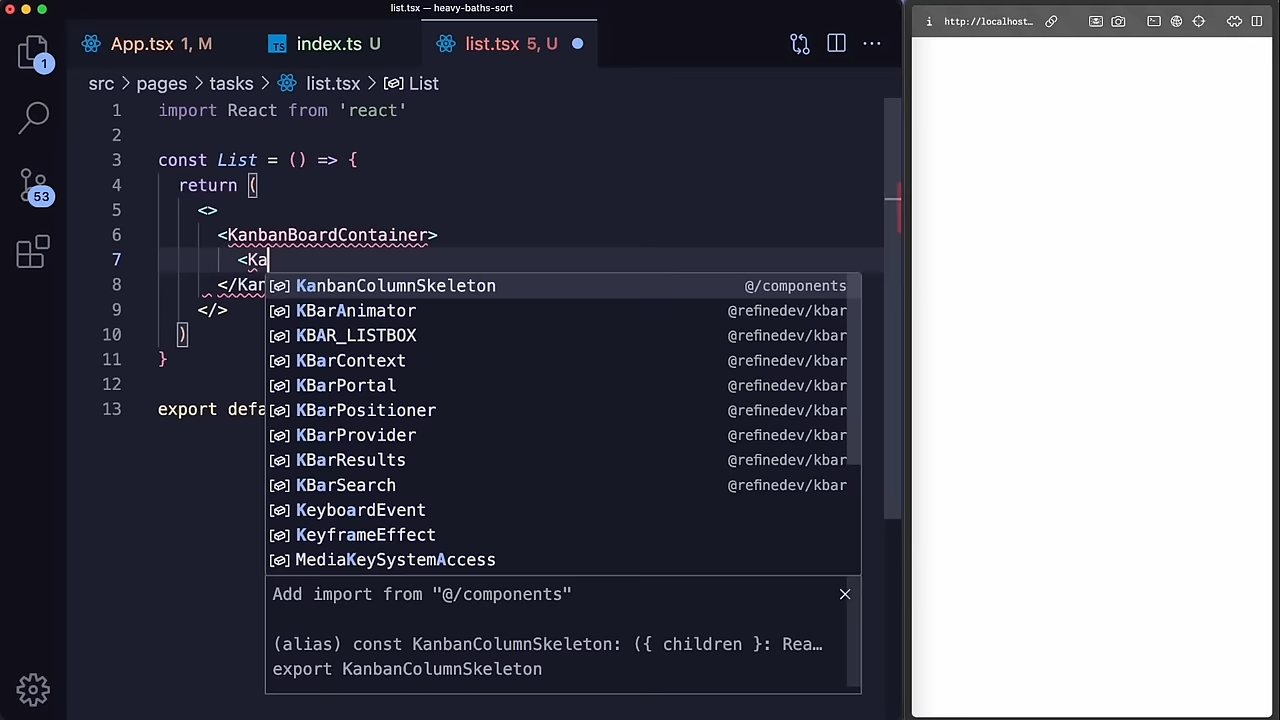 list.tsx — heavy-baths-sort
App.tsx 1, M
TS index.ts U
list.tsx 5, U
src > pages > tasks > list.tsx > List
1 import React from 'react'
2
3 const List = () => {
4 return (
5 <>
6 <KanbanBoardContainer>
7 <Ka
8 </Kan
9 </>
10 )
11 }
12
13 export defa
KanbanColumnSkeleton @/components
KBarAnimator @refinedev/kbar
KBAR_LISTBOX @refinedev/kbar
KBarContext @refinedev/kbar
KBarPortal @refinedev/kbar
KBarPositioner @refinedev/kbar
KBarProvider @refinedev/kbar
KBarResults @refinedev/kbar
KBarSearch @refinedev/kbar
KeyboardEvent
KeyframeEffect
MediaKeySystemAccess
Add import from "@/components"
(alias) const KanbanColumnSkeleton: ({ children }: Rea…
export KanbanColumnSkeleton
1
53
http://localhost...